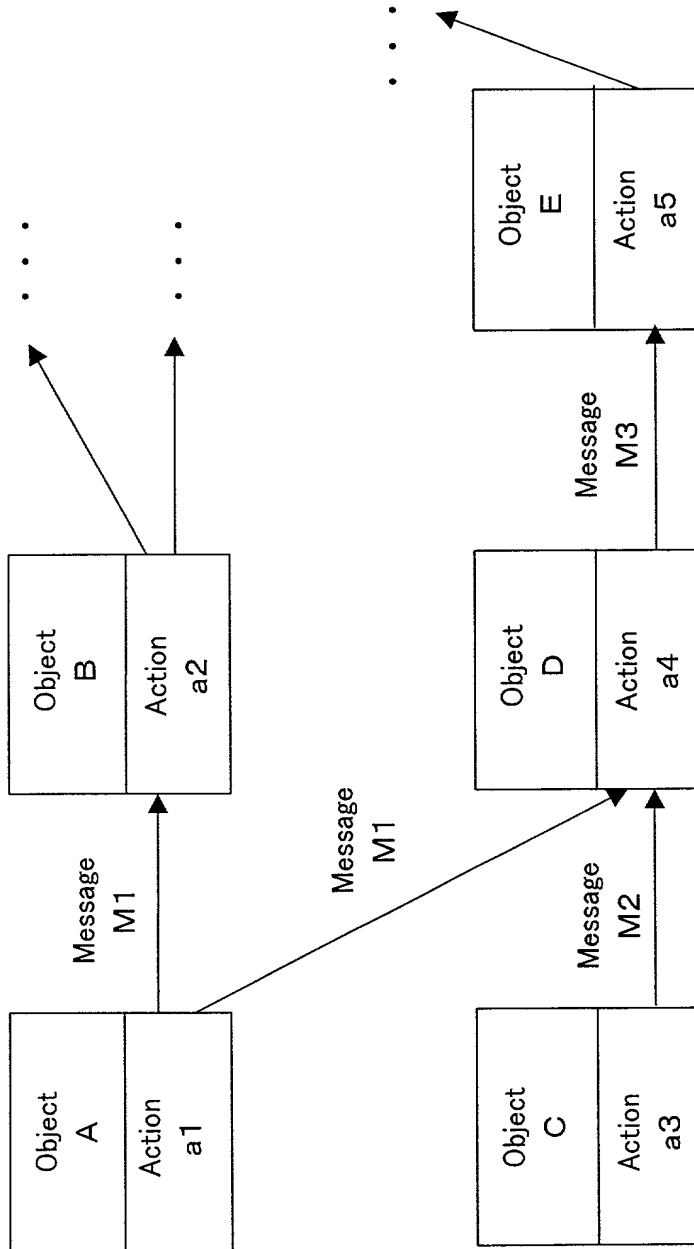 Object
A
Action
a1
Message
M1
Object
B
Action
a2
Message
M1
Object
C
Action
a3
Message
M2
Object
D
Action
a4
Message
M3
Object
E
Action
a5